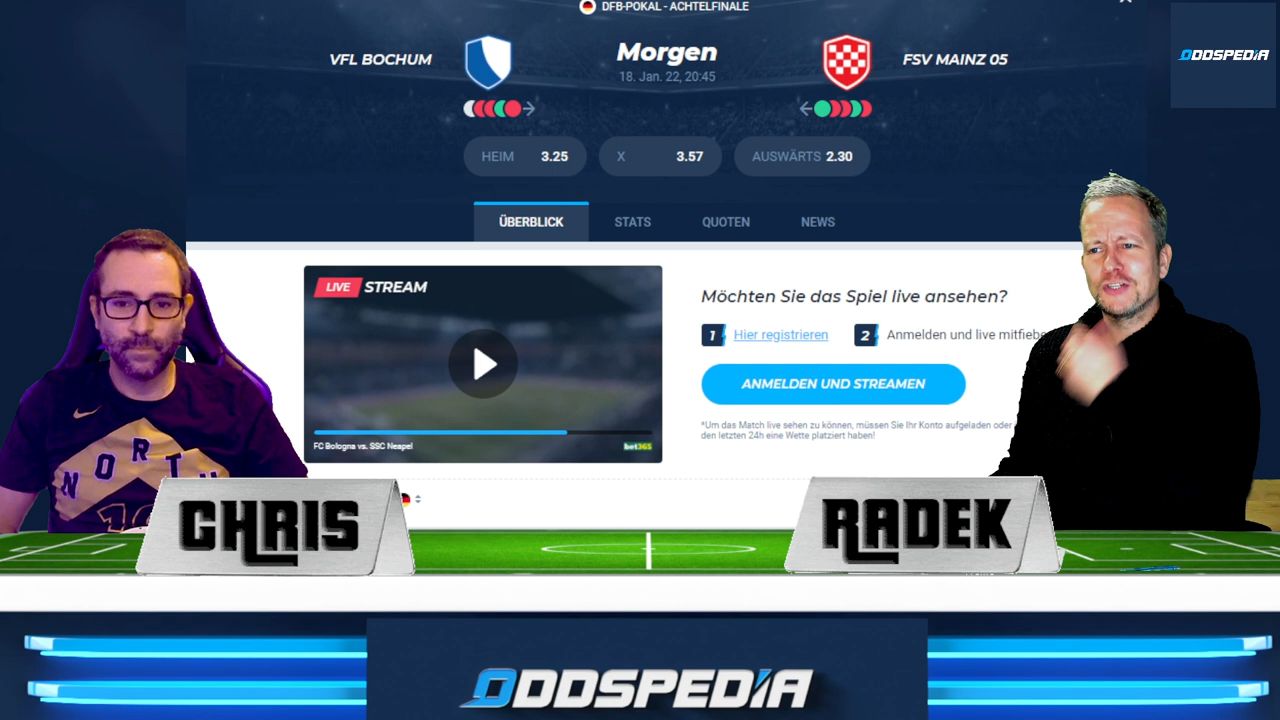 DFB-POKAL - ACHTELFINALE
VFL BOCHUM
Morgen
FSV MAINZ 05
18. Jan. 22, 20:45
ODDSPEDIA
HEIM 3.25
X 3.57
AUSWÄRTS 2.30
ÜBERBLICK
STATS
QUOTEN
NEWS
LIVE STREAM
FC Bologna vs. SSC Neapel
bet365
Möchten Sie das Spiel live ansehen?
1 Hier registrieren
2 Anmelden und live mitfiebe
ANMELDEN UND STREAMEN
*Um das Match live sehen zu können, müssen Sie Ihr Konto aufgeladen oder
den letzten 24h eine Wette platziert haben!
NORTH
CHRIS
RADEK
ODDSPEDIA